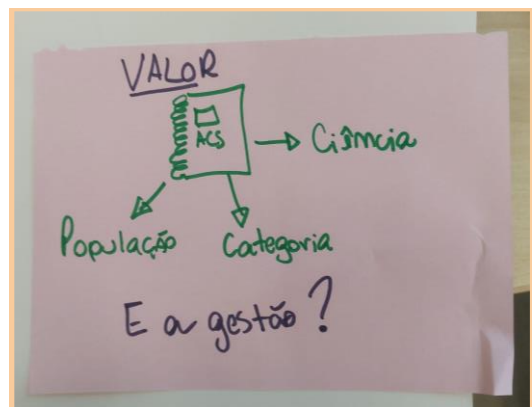 VALOR
ACS
Ciência
População
Categoria
E a gestão?